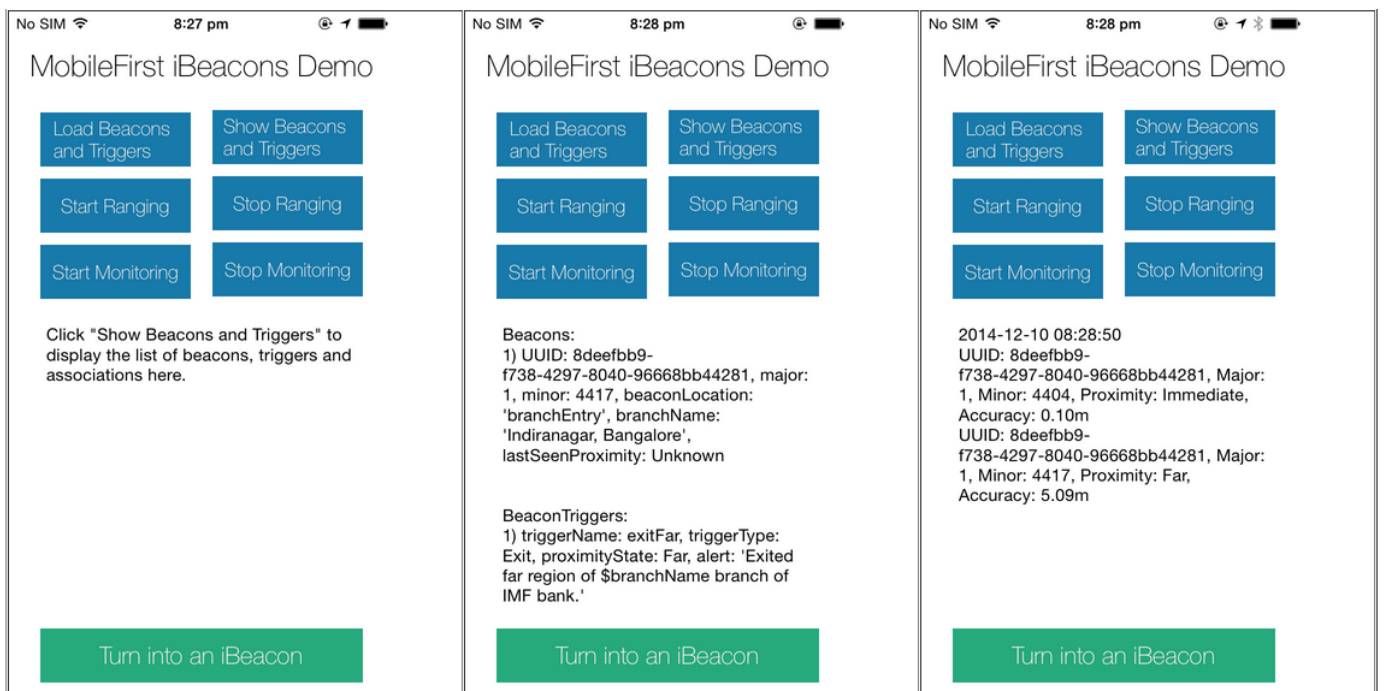 No SIM 8:27 pm
MobileFirst iBeacons Demo
Load Beacons
and Triggers
Show Beacons
and Triggers
Start Ranging
Stop Ranging
Start Monitoring
Stop Monitoring
Click "Show Beacons and Triggers" to
display the list of beacons, triggers and
associations here.
Turn into an iBeacon
No SIM 8:28 pm
MobileFirst iBeacons Demo
Load Beacons
and Triggers
Show Beacons
and Triggers
Start Ranging
Stop Ranging
Start Monitoring
Stop Monitoring
Beacons:
1) UUID: 8deefbb9-
f738-4297-8040-96668bb44281, major:
1, minor: 4417, beaconLocation:
'branchEntry', branchName:
'Indiranagar, Bangalore',
lastSeenProximity: Unknown
BeaconTriggers:
1) triggerName: exitFar, triggerType:
Exit, proximityState: Far, alert: 'Exited
far region of $branchName branch of
IMF bank.'
Turn into an iBeacon
No SIM 8:28 pm
MobileFirst iBeacons Demo
Load Beacons
and Triggers
Show Beacons
and Triggers
Start Ranging
Stop Ranging
Start Monitoring
Stop Monitoring
2014-12-10 08:28:50
UUID: 8deefbb9-
f738-4297-8040-96668bb44281, Major:
1, Minor: 4404, Proximity: Immediate,
Accuracy: 0.10m
UUID: 8deefbb9-
f738-4297-8040-96668bb44281, Major:
1, Minor: 4417, Proximity: Far,
Accuracy: 5.09m
Turn into an iBeacon